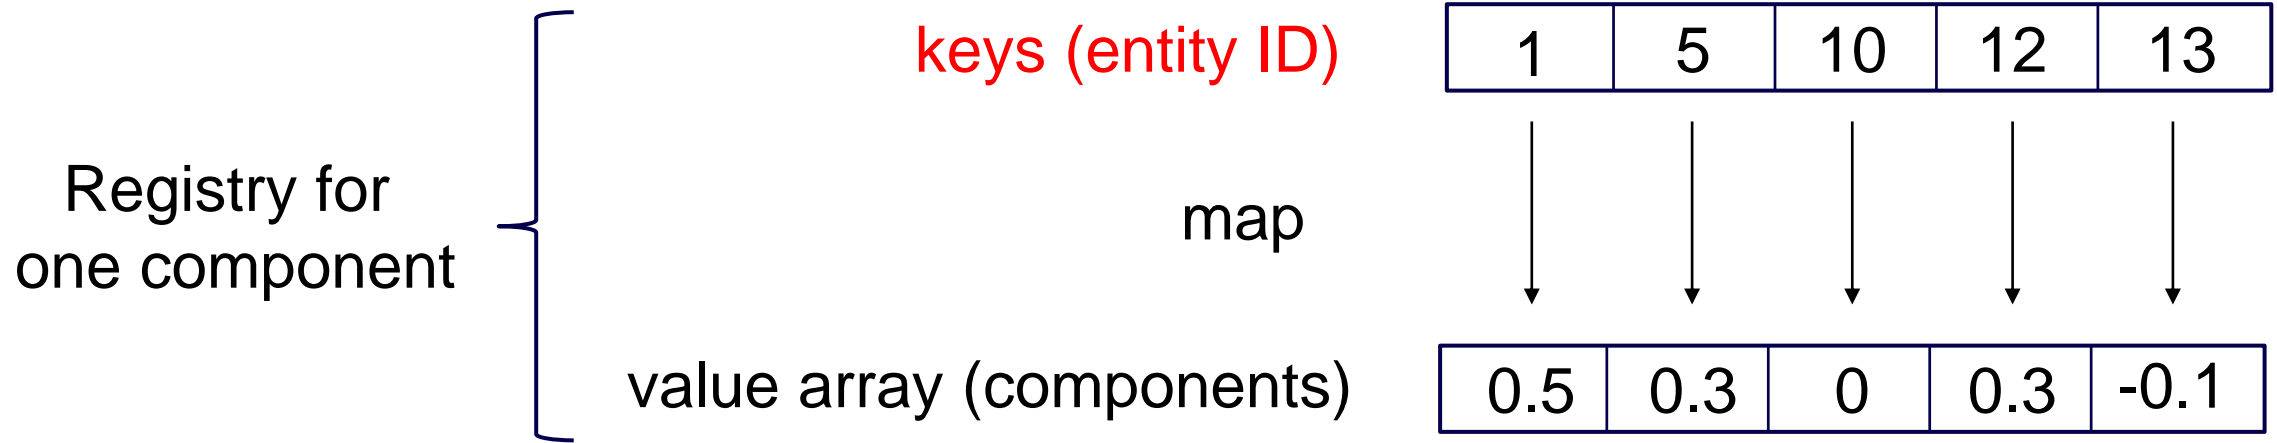 keys (entity ID) 1 5 10 12 13
Registry for
one component
map
value array (components) 0.5 0.3 0 0.3 -0.1